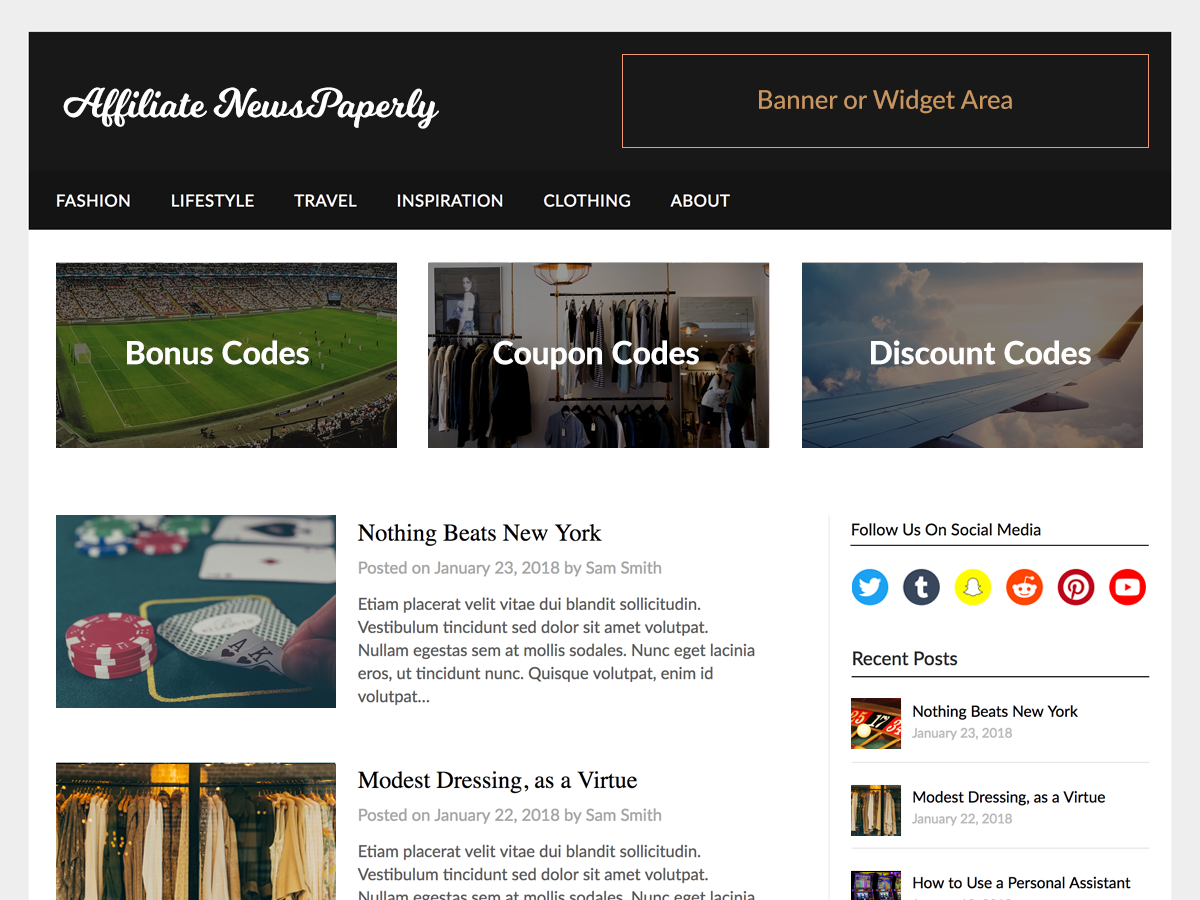 Affiliate NewsPaperly
Banner or Widget Area
FASHION LIFESTYLE TRAVEL INSPIRATION CLOTHING ABOUT
Bonus Codes
Coupon Codes
Discount Codes
Nothing Beats New York
Posted on January 23, 2018 by Sam Smith
Etiam placerat velit vitae dui blandit sollicitudin.
Vestibulum tincidunt sed dolor sit amet volutpat.
Nullam egestas sem at mollis sodales. Nunc eget lacinia
eros, ut tincidunt nunc. Quisque volutpat, enim id
volutpat...
Modest Dressing, as a Virtue
Posted on January 22, 2018 by Sam Smith
Etiam placerat velit vitae dui blandit sollicitudin.
Vestibulum tincidunt sed dolor sit amet volutpat.
Nullam egestas sem at mollis sodales. Nunc eget lacinia
Follow Us On Social Media
Recent Posts
Nothing Beats New York
January 23, 2018
Modest Dressing, as a Virtue
January 22, 2018
How to Use a Personal Assistant